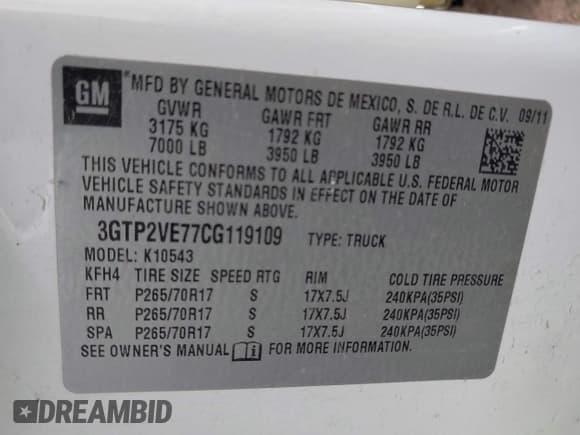 GM
*MFD BY GENERAL MOTORS DE MEXICO, S. DE R.L. DE C.V. 09/11
GVWR GAWR FRT GAWR RR
3175 KG 1792 KG 1792 KG
7000 LB 3950 LB 3950 LB
THIS VEHICLE CONFORMS TO ALL APPLICABLE U.S. FEDERAL MOTOR
VEHICLE SAFETY STANDARDS IN EFFECT ON THE DATE OF
MANUFACTURE SHOWN ABOVE.
3GTP2VE77CG119109 TYPE: TRUCK
MODEL: K10543
KFH4 TIRE SIZE SPEED RTG RIM COLD TIRE PRESSURE
FRT P265/70R17 S 17X7.5J 240KPA(35PSI)
RR P265/70R17 S 17X7.5J 240KPA(35PSI)
SPA P265/70R17 S 17X7.5J 240KPA(35PSI)
SEE OWNER'S MANUAL FOR MORE INFORMATION.
DREAMBID